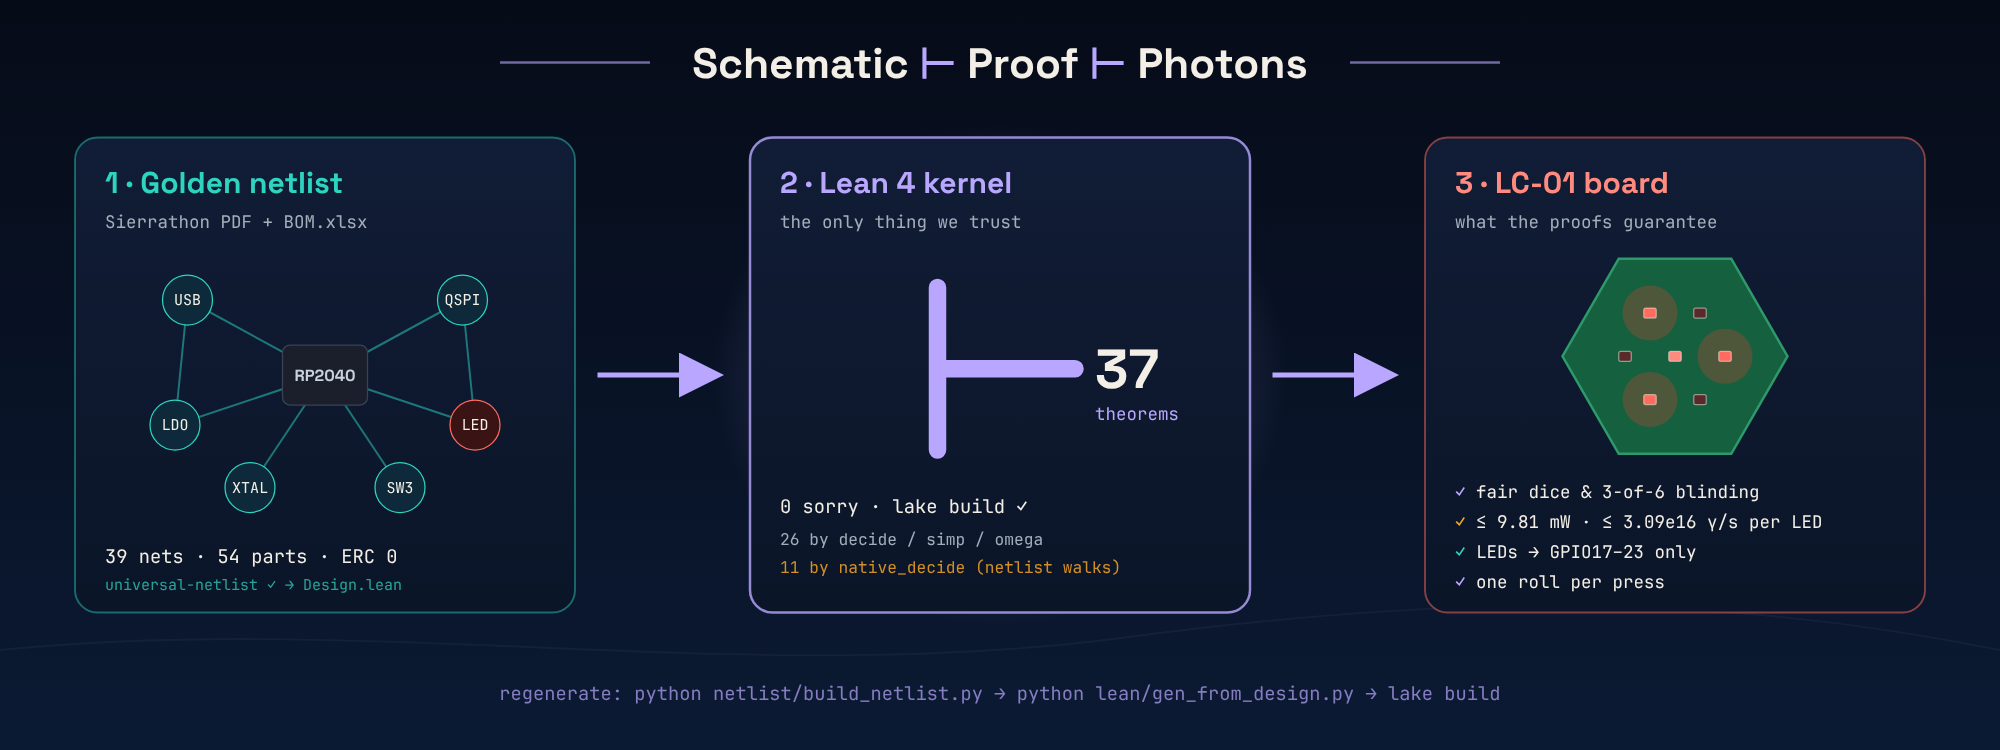 Schematic ⊢ Proof ⊢ Photons
1 · Golden netlist
Sierrathon PDF + BOM.xlsx
USB
QSPI
RP2040
LDO
LED
XTAL
SW3
39 nets · 54 parts · ERC 0
universal-netlist ✓ → Design.lean
2 · Lean 4 kernel
the only thing we trust
37
theorems
0 sorry · lake build ✓
26 by decide / simp / omega
11 by native_decide (netlist walks)
3 · LC-01 board
what the proofs guarantee
✓ fair dice & 3-of-6 blinding
✓ ≤ 9.81 mW · ≤ 3.09e16 γ/s per LED
✓ LEDs → GPIO17–23 only
✓ one roll per press
regenerate: python netlist/build_netlist.py → python lean/gen_from_design.py → lake build